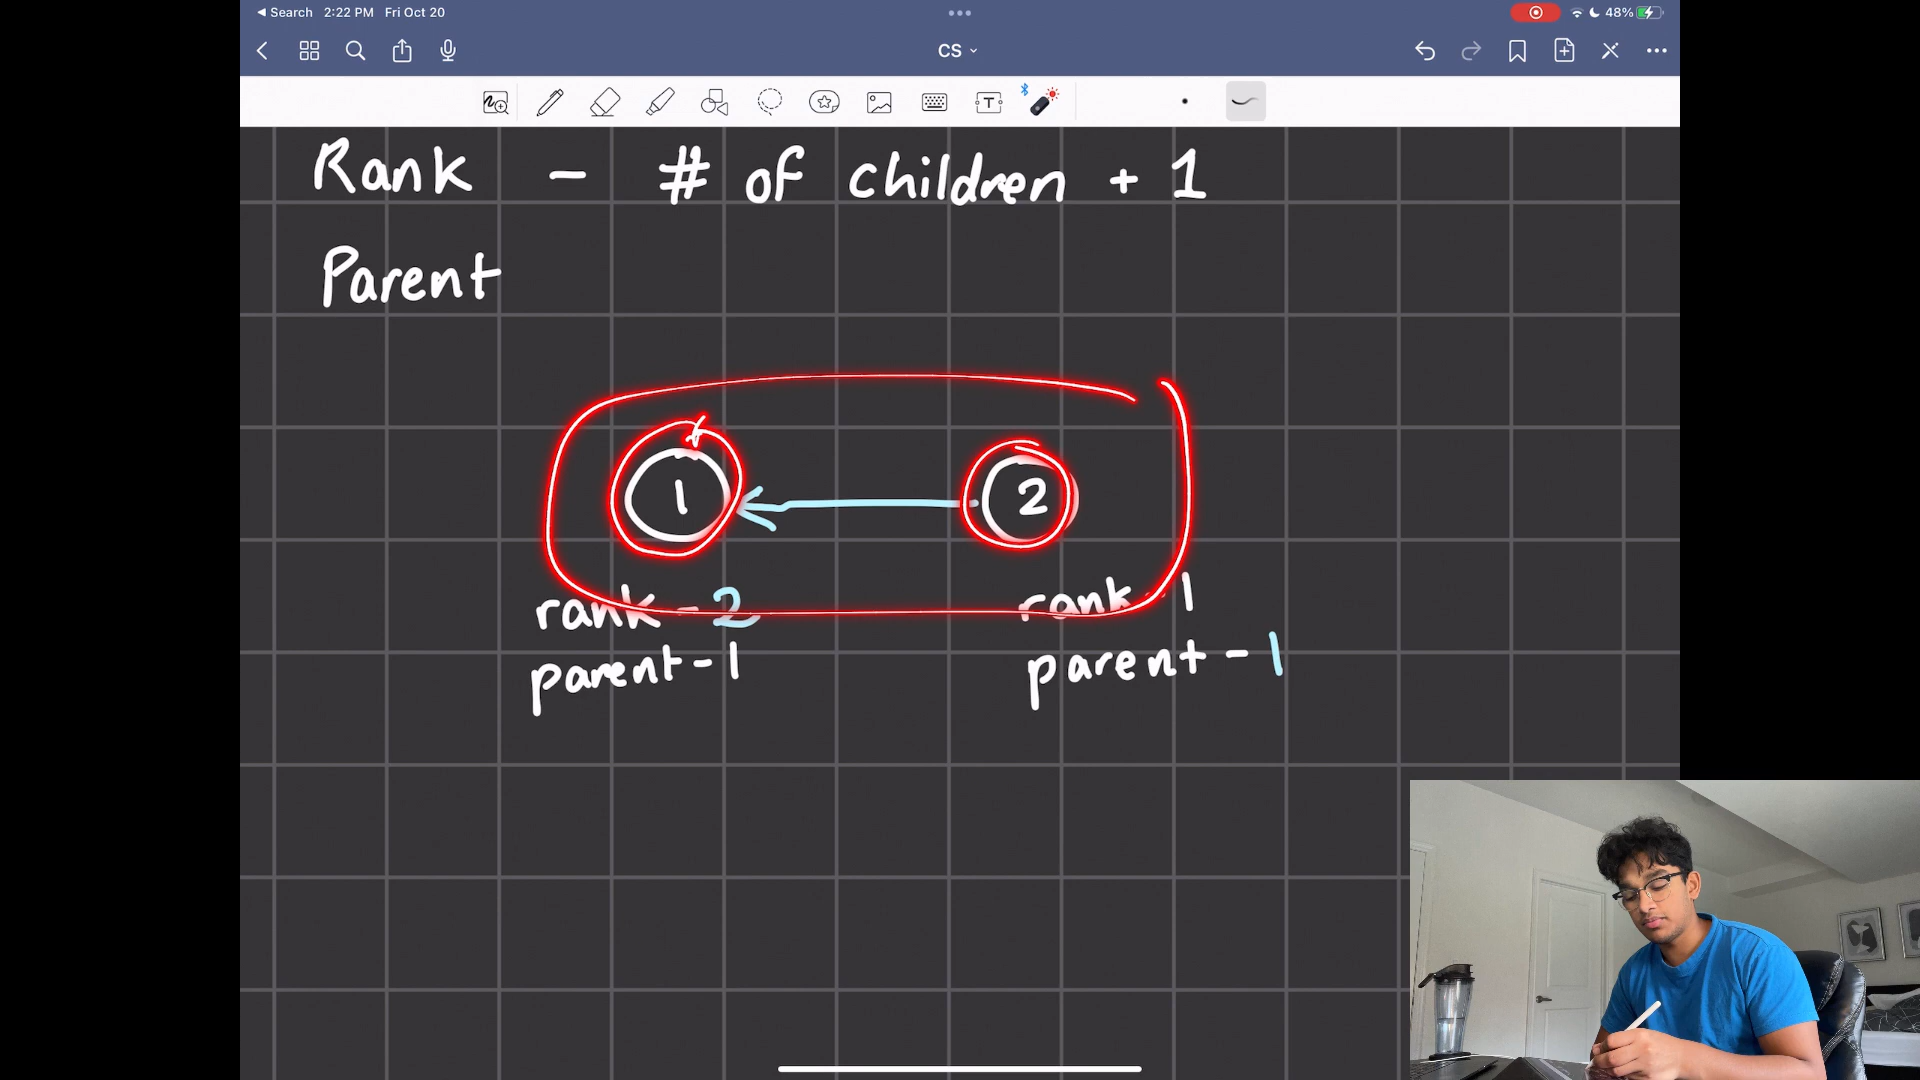 Search 2:22 PM Fri Oct 20
48%
CS
T
Rank - # of children + 1
Parent
1
2
rank - 2
rank - 1
parent - 1
parent - 1